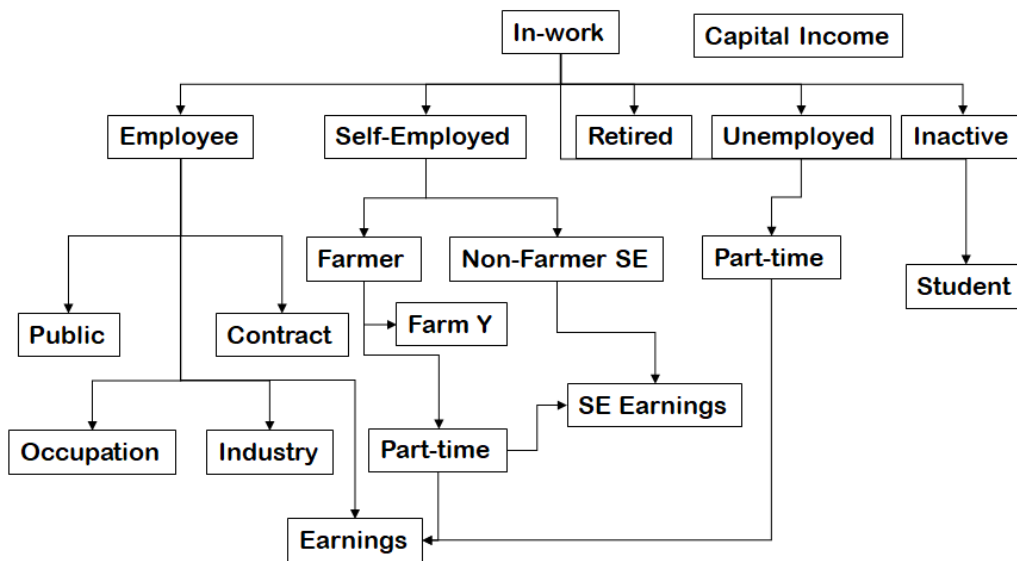 In-work
Capital Income
Employee
Self-Employed
Retired
Unemployed
Inactive
Farmer
Non-Farmer SE
Part-time
Student
Public
Contract
Farm Y
SE Earnings
Occupation
Industry
Part-time
Earnings